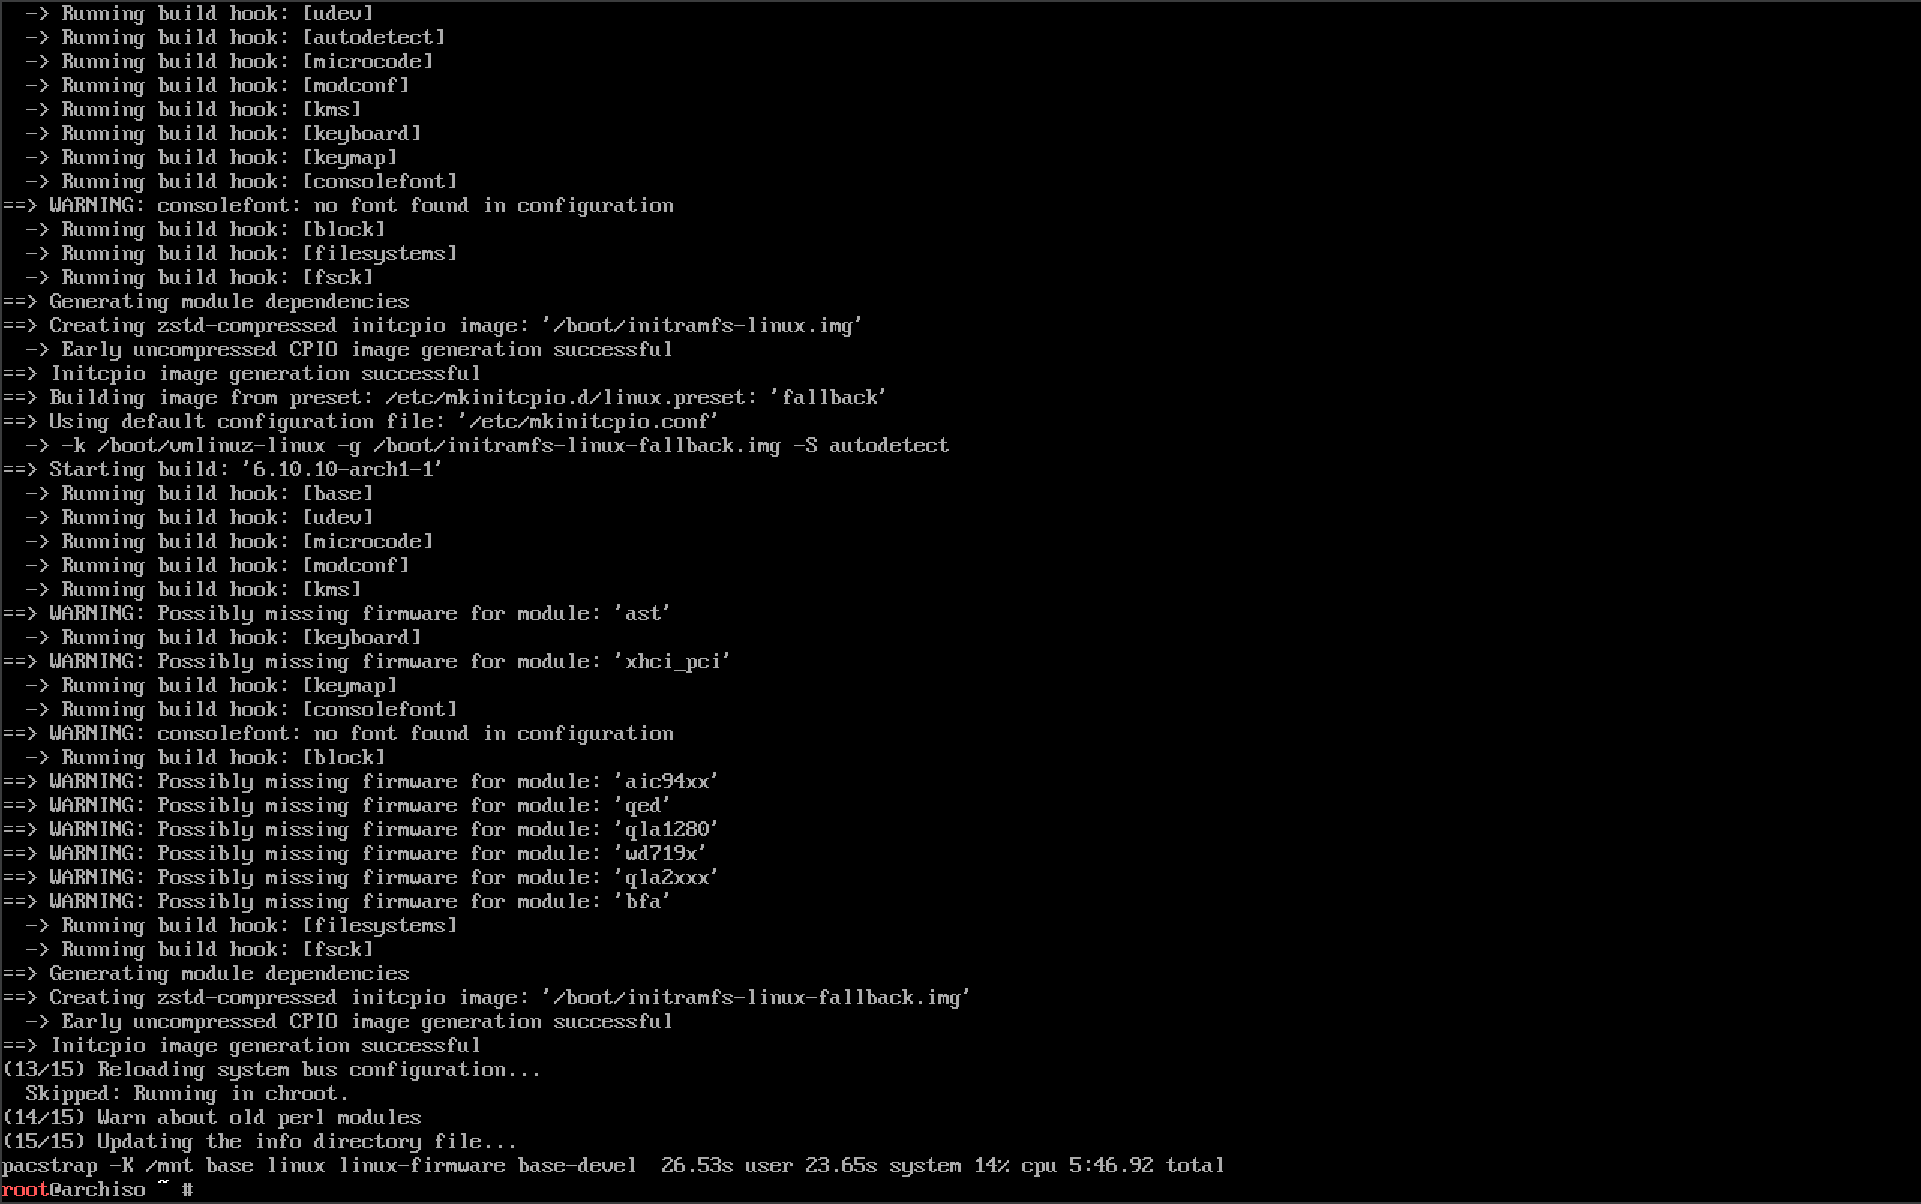 -> Running build hook: [udev]
-> Running build hook: [autodetect]
-> Running build hook: [microcode]
-> Running build hook: [modconf]
-> Running build hook: [kms]
-> Running build hook: [keyboard]
-> Running build hook: [keymap]
-> Running build hook: [consolefont]
==> WARNING: consolefont: no font found in configuration
-> Running build hook: [block]
-> Running build hook: [filesystems]
-> Running build hook: [fsck]
==> Generating module dependencies
==> Creating zstd-compressed initcpio image: '/boot/initramfs-linux.img'
-> Early uncompressed CPIO image generation successful
==> Initcpio image generation successful
==> Building image from preset: /etc/mkinitcpio.d/linux.preset: 'fallback'
==> Using default configuration file: '/etc/mkinitcpio.conf'
-> -k /boot/vmlinuz-linux -g /boot/initramfs-linux-fallback.img -S autodetect
==> Starting build: '6.10.10-arch1-1'
-> Running build hook: [base]
-> Running build hook: [udev]
-> Running build hook: [microcode]
-> Running build hook: [modconf]
-> Running build hook: [kms]
==> WARNING: Possibly missing firmware for module: 'ast'
-> Running build hook: [keyboard]
==> WARNING: Possibly missing firmware for module: 'xhci_pci'
-> Running build hook: [keymap]
-> Running build hook: [consolefont]
==> WARNING: consolefont: no font found in configuration
-> Running build hook: [block]
==> WARNING: Possibly missing firmware for module: 'aic94xx'
==> WARNING: Possibly missing firmware for module: 'qed'
==> WARNING: Possibly missing firmware for module: 'qla1280'
==> WARNING: Possibly missing firmware for module: 'wd719x'
==> WARNING: Possibly missing firmware for module: 'qla2xxx'
==> WARNING: Possibly missing firmware for module: 'bfa'
-> Running build hook: [filesystems]
-> Running build hook: [fsck]
==> Generating module dependencies
==> Creating zstd-compressed initcpio image: '/boot/initramfs-linux-fallback.img'
-> Early uncompressed CPIO image generation successful
==> Initcpio image generation successful
(13/15) Reloading system bus configuration...
Skipped: Running in chroot.
(14/15) Warn about old perl modules
(15/15) Updating the info directory file...
pacstrap -K /mnt base linux linux-firmware base-devel  26.53s user 23.65s system 14% cpu 5:46.92 total
root@archiso ~ #